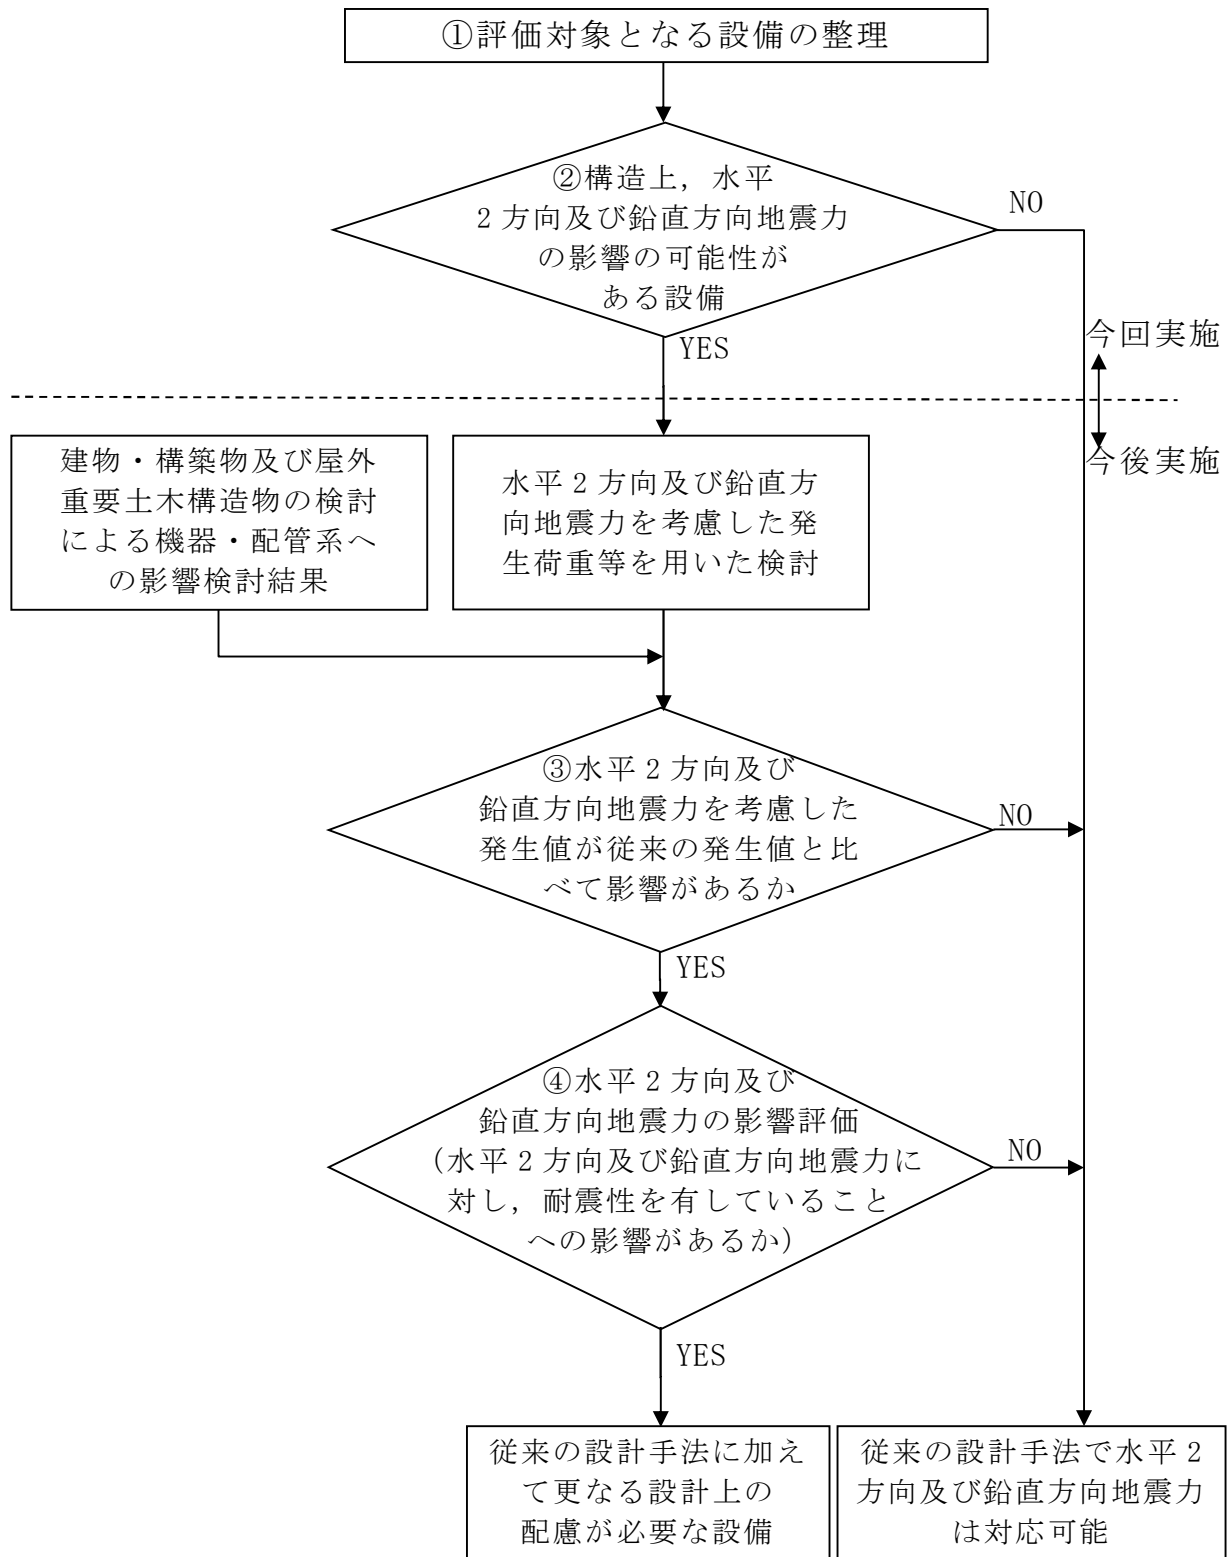 ①評価対象となる設備の整理
②構造上，水平
2方向及び鉛直方向地震力
の影響の可能性が
ある設備
NO
YES
今回実施
今後実施
建物・構築物及び屋外
重要土木構造物の検討
による機器・配管系へ
の影響検討結果
水平2方向及び鉛直方
向地震力を考慮した発
生荷重等を用いた検討
③水平2方向及び
鉛直方向地震力を考慮した
発生値が従来の発生値と比
べて影響があるか
NO
YES
④水平2方向及び
鉛直方向地震力の影響評価
（水平2方向及び鉛直方向地震力に
対し，耐震性を有していること
への影響があるか）
NO
YES
従来の設計手法に加え
て更なる設計上の
配慮が必要な設備
従来の設計手法で水平2
方向及び鉛直方向地震力
は対応可能